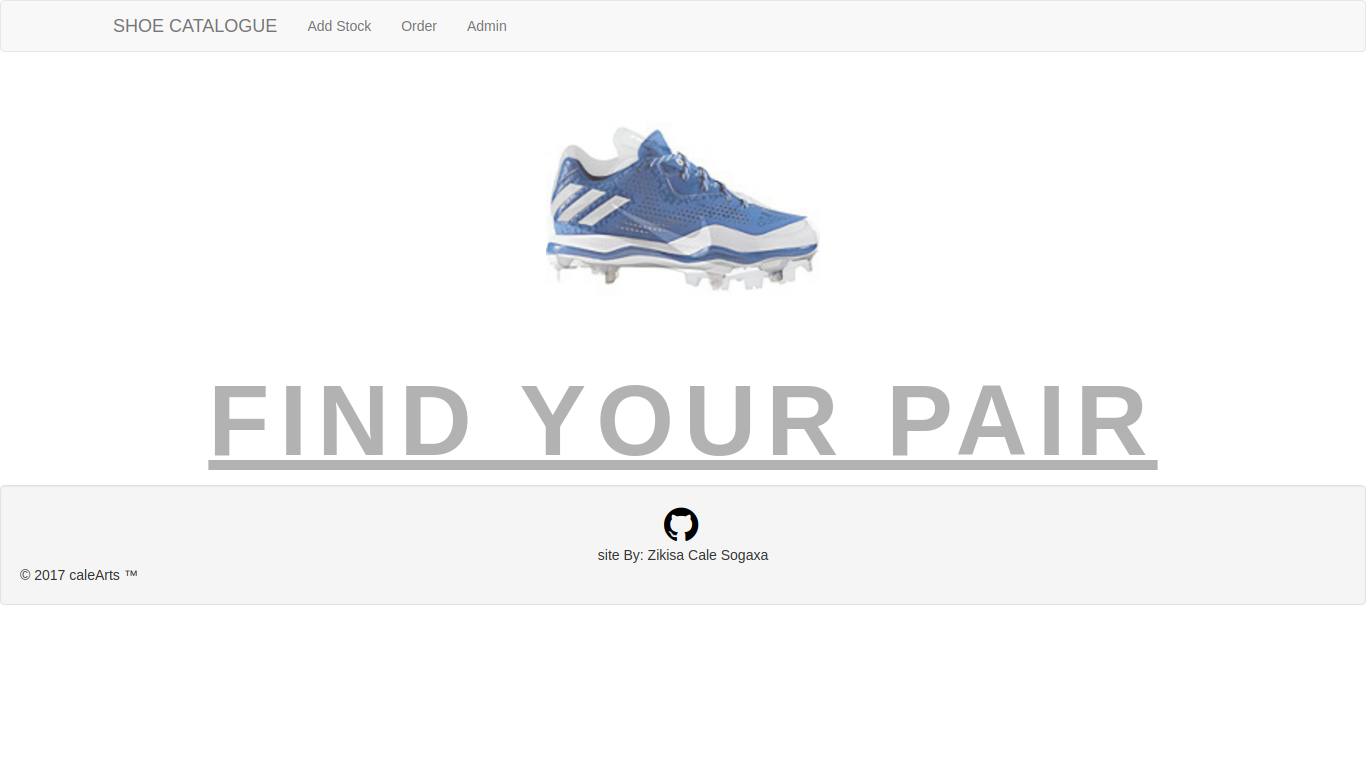 SHOE CATALOGUE Add Stock Order Admin
FIND YOUR PAIR
site By: Zikisa Cale Sogaxa
© 2017 caleArts ™